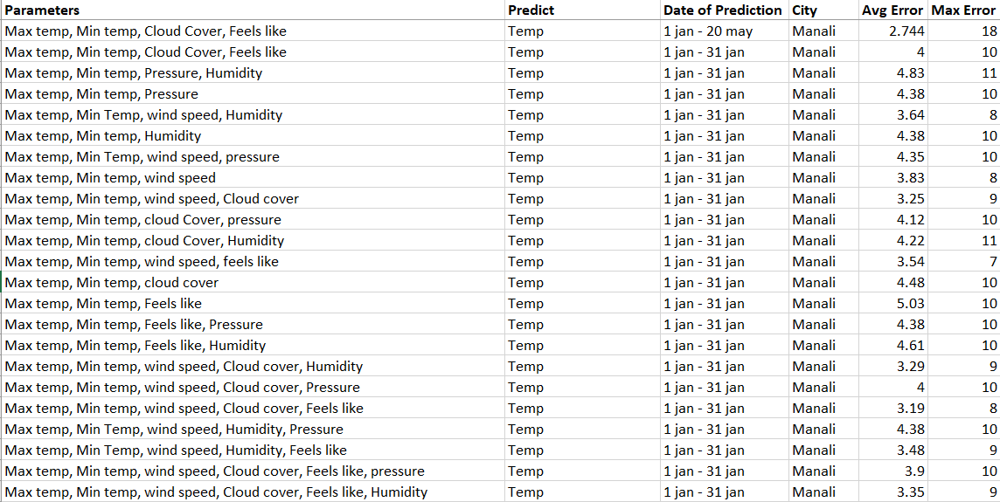 Parameters Predict Date of Prediction City Avg Error Max Error
Max temp, Min temp, Cloud Cover, Feels like Temp 1 jan - 20 may Manali 2.744 18
Max temp, Min temp, Cloud Cover, Feels like Temp 1 jan - 31 jan Manali 4 10
Max temp, Min temp, Pressure, Humidity Temp 1 jan - 31 jan Manali 4.83 11
Max temp, Min temp, Pressure Temp 1 jan - 31 jan Manali 4.38 10
Max temp, Min Temp, wind speed, Humidity Temp 1 jan - 31 jan Manali 3.64 8
Max temp, Min temp, Humidity Temp 1 jan - 31 jan Manali 4.38 10
Max temp, Min Temp, wind speed, pressure Temp 1 jan - 31 jan Manali 4.35 10
Max temp, Min temp, wind speed Temp 1 jan - 31 jan Manali 3.83 8
Max temp, Min temp, wind speed, Cloud cover Temp 1 jan - 31 jan Manali 3.25 9
Max temp, Min temp, cloud Cover, pressure Temp 1 jan - 31 jan Manali 4.12 10
Max temp, Min temp, cloud Cover, Humidity Temp 1 jan - 31 jan Manali 4.22 11
Max temp, Min temp, wind speed, feels like Temp 1 jan - 31 jan Manali 3.54 7
Max temp, Min temp, cloud cover Temp 1 jan - 31 jan Manali 4.48 10
Max temp, Min temp, Feels like Temp 1 jan - 31 jan Manali 5.03 10
Max temp, Min temp, Feels like, Pressure Temp 1 jan - 31 jan Manali 4.38 10
Max temp, Min temp, Feels like, Humidity Temp 1 jan - 31 jan Manali 4.61 10
Max temp, Min temp, wind speed, Cloud cover, Humidity Temp 1 jan - 31 jan Manali 3.29 9
Max temp, Min temp, wind speed, Cloud cover, Pressure Temp 1 jan - 31 jan Manali 4 10
Max temp, Min temp, wind speed, Cloud cover, Feels like Temp 1 jan - 31 jan Manali 3.19 8
Max temp, Min Temp, wind speed, Humidity, Pressure Temp 1 jan - 31 jan Manali 4.38 10
Max temp, Min Temp, wind speed, Humidity, Feels like Temp 1 jan - 31 jan Manali 3.48 9
Max temp, Min temp, wind speed, Cloud cover, Feels like, pressure Temp 1 jan - 31 jan Manali 3.9 10
Max temp, Min temp, wind speed, Cloud cover, Feels like, Humidity Temp 1 jan - 31 jan Manali 3.35 9